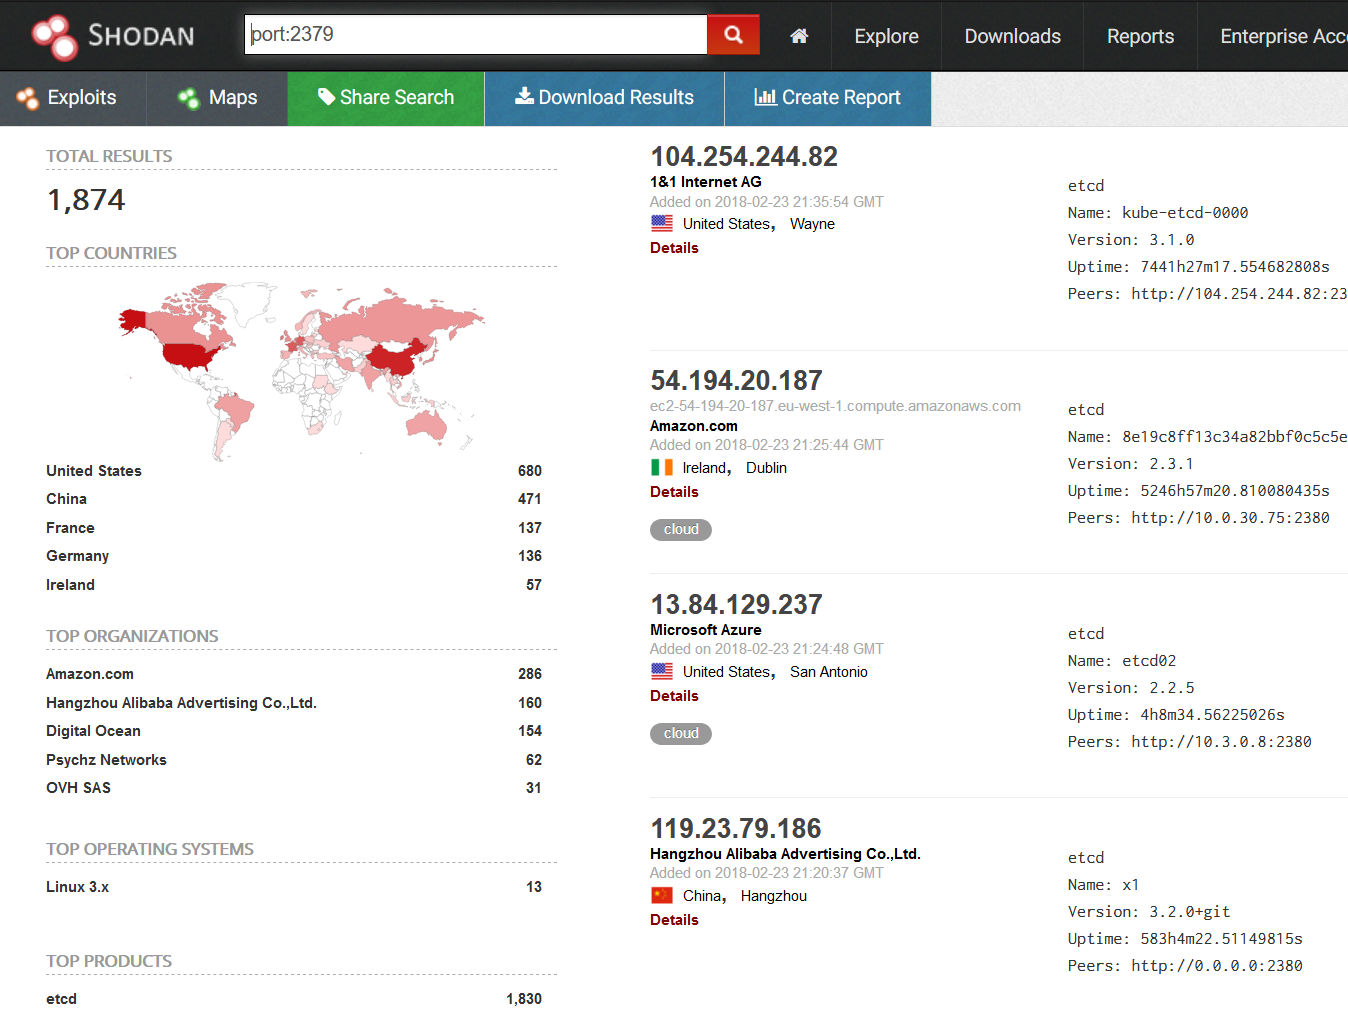 SHODAN
port:2379
Explore
Downloads
Reports
Enterprise Acc
Exploits
Maps
Share Search
Download Results
Create Report
TOTAL RESULTS
1,874
TOP COUNTRIES
United States 680
China 471
France 137
Germany 136
Ireland 57
TOP ORGANIZATIONS
Amazon.com 286
Hangzhou Alibaba Advertising Co.,Ltd. 160
Digital Ocean 154
Psychz Networks 62
OVH SAS 31
TOP OPERATING SYSTEMS
Linux 3.x 13
TOP PRODUCTS
etcd 1,830
104.254.244.82
1&1 Internet AG
Added on 2018-02-23 21:35:54 GMT
United States, Wayne
Details
etcd
Name: kube-etcd-0000
Version: 3.1.0
Uptime: 7441h27m17.554682808s
Peers: http://104.254.244.82:23
54.194.20.187
ec2-54-194-20-187.eu-west-1.compute.amazonaws.com
Amazon.com
Added on 2018-02-23 21:25:44 GMT
Ireland, Dublin
Details
cloud
etcd
Name: 8e19c8ff13c34a82bbf0c5c5e
Version: 2.3.1
Uptime: 5246h57m20.810080435s
Peers: http://10.0.30.75:2380
13.84.129.237
Microsoft Azure
Added on 2018-02-23 21:24:48 GMT
United States, San Antonio
Details
cloud
etcd
Name: etcd02
Version: 2.2.5
Uptime: 4h8m34.56225026s
Peers: http://10.3.0.8:2380
119.23.79.186
Hangzhou Alibaba Advertising Co.,Ltd.
Added on 2018-02-23 21:20:37 GMT
China, Hangzhou
Details
etcd
Name: x1
Version: 3.2.0+git
Uptime: 583h4m22.51149815s
Peers: http://0.0.0.0:2380